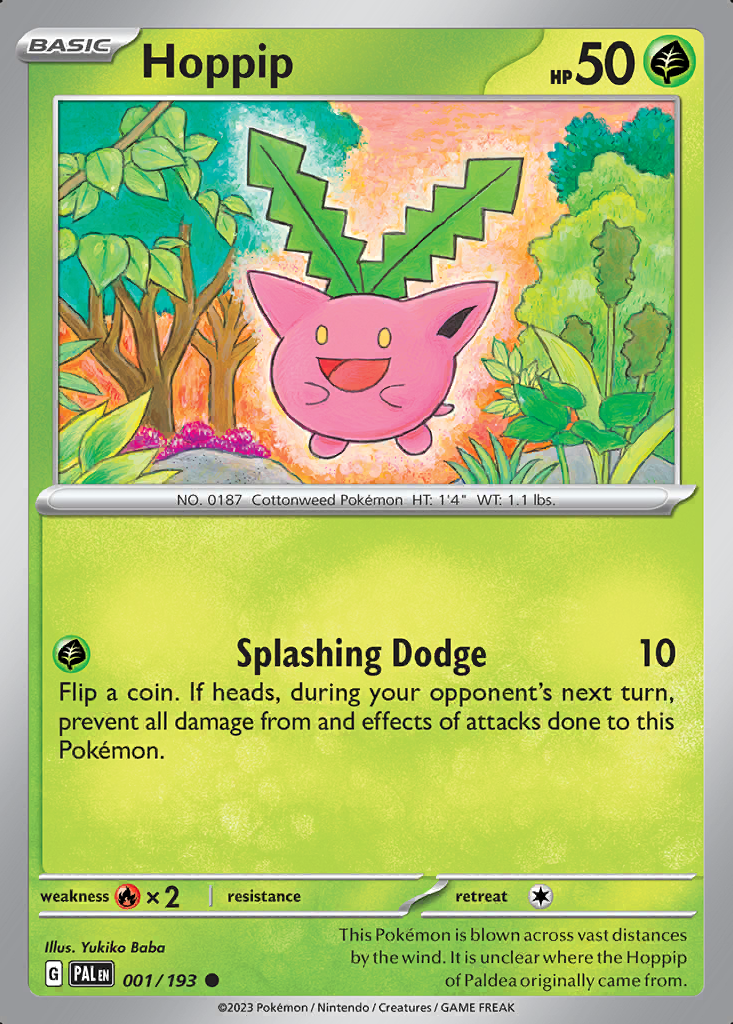 BASIC
Hoppip
HP 50
NO. 0187 Cottonweed Pokémon HT: 1'4" WT: 1.1 lbs.
Splashing Dodge 10
Flip a coin. If heads, during your opponent's next turn,
prevent all damage from and effects of attacks done to this
Pokémon.
weakness ×2 resistance retreat
Illus. Yukiko Baba
G PAL EN 001/193
This Pokémon is blown across vast distances
by the wind. It is unclear where the Hoppip
of Paldea originally came from.
©2023 Pokémon / Nintendo / Creatures / GAME FREAK